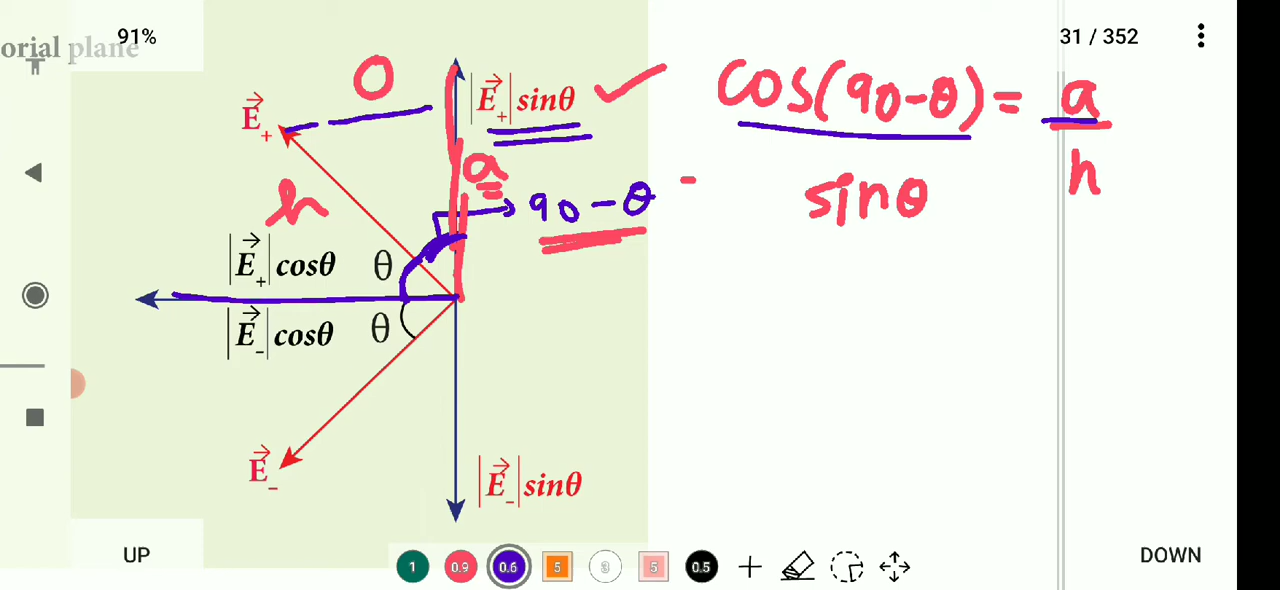 91%
31 / 352
orial plane
O
|E⃗₊| sinθ
cos(90-θ) = a/h
E⃗₊
a
h
90 - θ
- sinθ
|E⃗₊| cosθ
θ
|E⃗₋| cosθ
θ
E⃗₋
|E⃗₋| sinθ
UP
DOWN
1 0.9 0.6 5 3 5 0.5